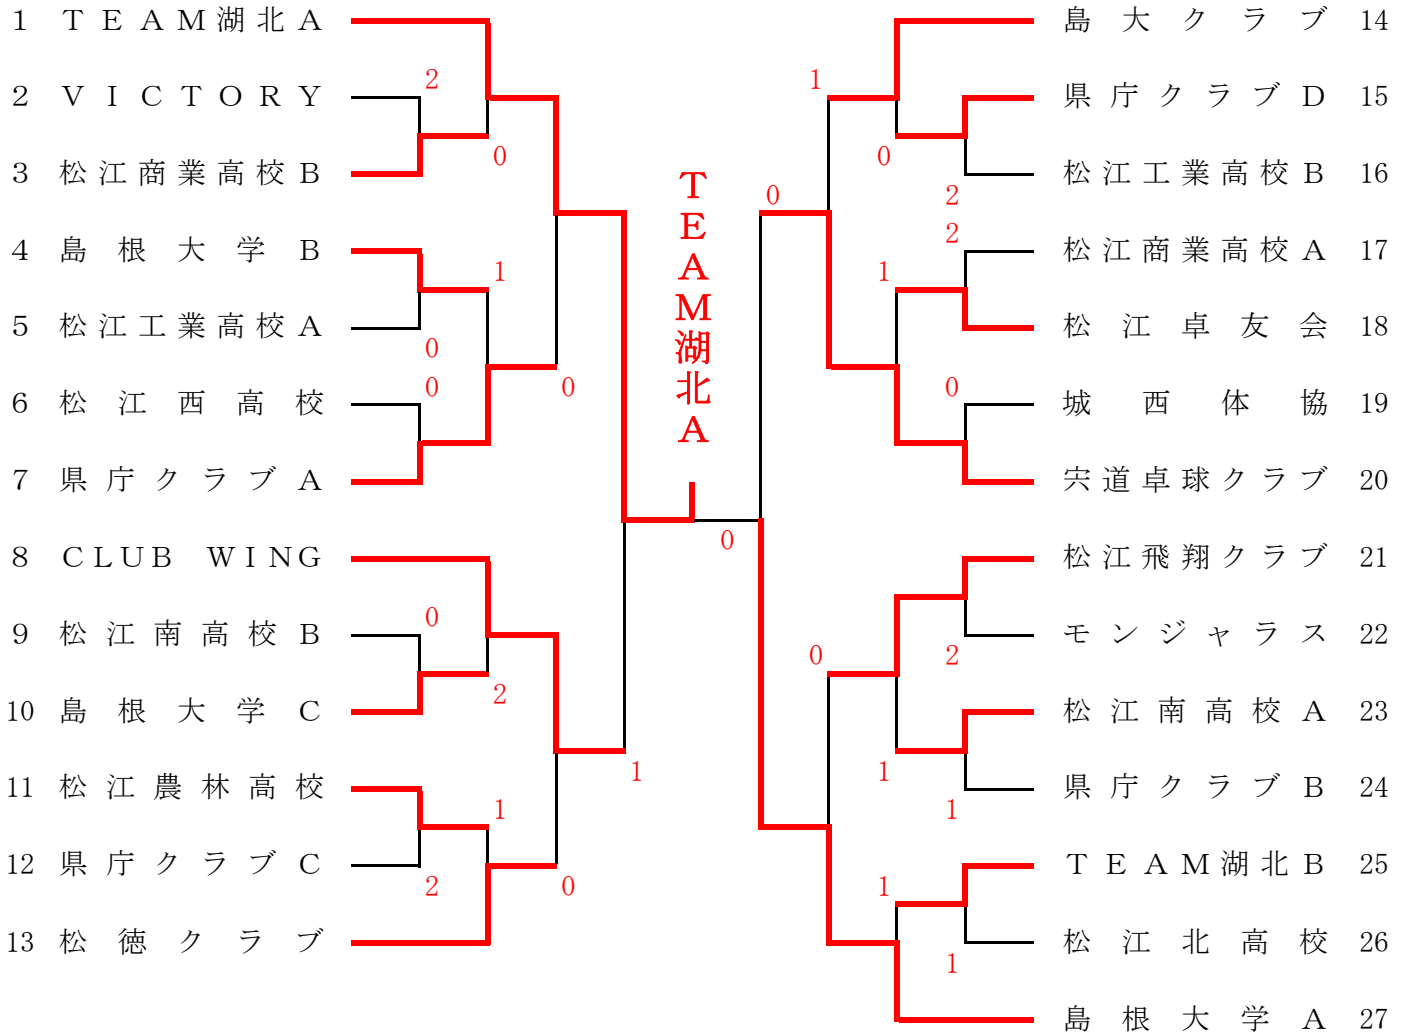 1 TEAM湖北A
2 VICTORY
3 松江商業高校B
4 島根大学B
5 松江工業高校A
6 松江西高校
7 県庁クラブA
8 CLUB WING
9 松江南高校B
10 島根大学C
11 松江農林高校
12 県庁クラブC
13 松徳クラブ
2
0
1
0
0
0
0
2
1
2
0
1
TEAM湖北A
0
0
1
0
2
2
1
0
0
2
1
1
1
1
島大クラブ 14
県庁クラブD 15
松江工業高校B 16
松江商業高校A 17
松江卓友会 18
城西体協 19
宍道卓球クラブ 20
松江飛翔クラブ 21
モンジャラス 22
松江南高校A 23
県庁クラブB 24
TEAM湖北B 25
松江北高校 26
島根大学A 27